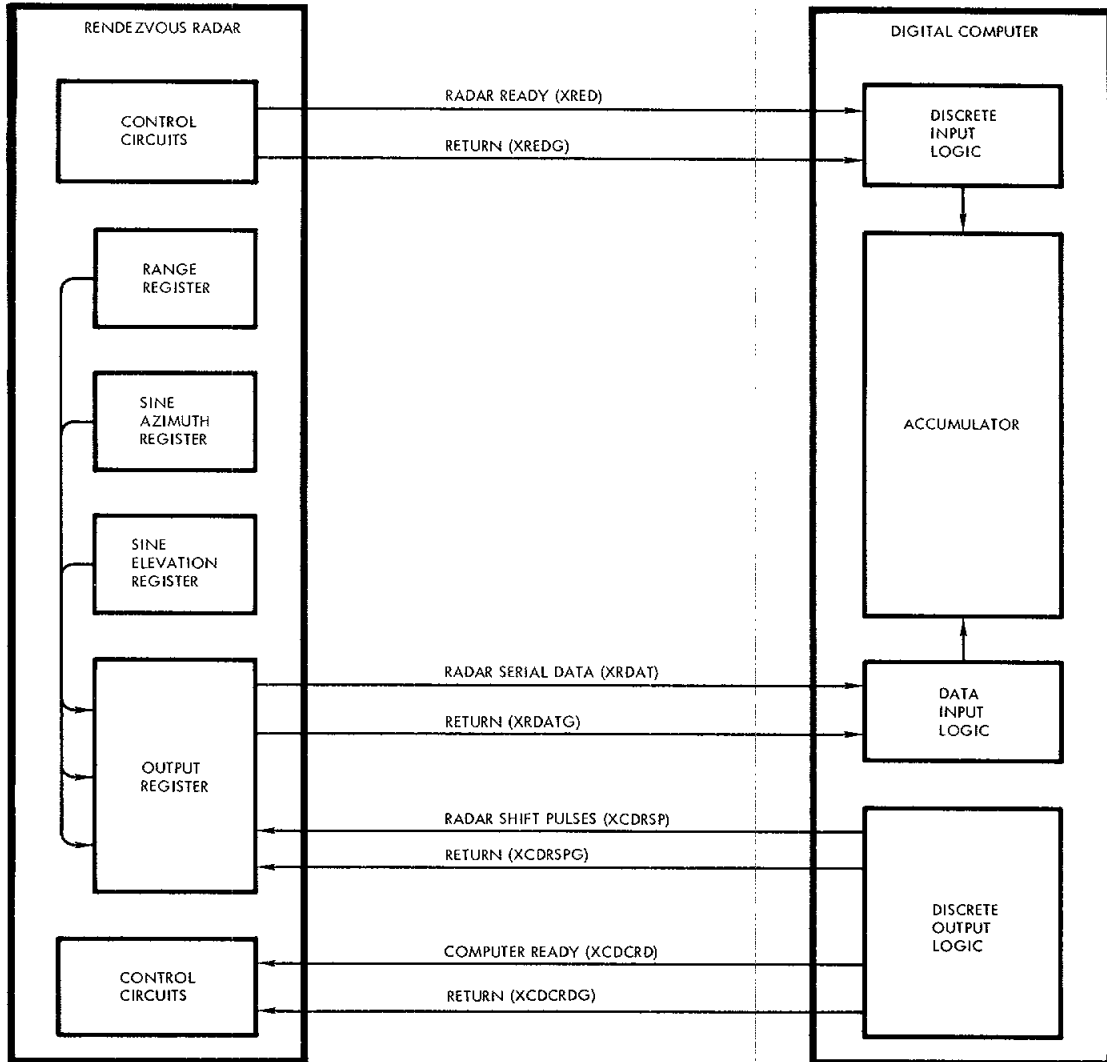 RENDEZVOUS RADAR
CONTROL
CIRCUITS
RANGE
REGISTER
SINE
AZIMUTH
REGISTER
SINE
ELEVATION
REGISTER
OUTPUT
REGISTER
CONTROL
CIRCUITS
RADAR READY (XRED)
RETURN (XREDG)
RADAR SERIAL DATA (XRDAT)
RETURN (XRDATG)
RADAR SHIFT PULSES (XCDRSP)
RETURN (XCDRSPG)
COMPUTER READY (XCDCRD)
RETURN (XCDCRDG)
DIGITAL COMPUTER
DISCRETE
INPUT
LOGIC
ACCUMULATOR
DATA
INPUT
LOGIC
DISCRETE
OUTPUT
LOGIC